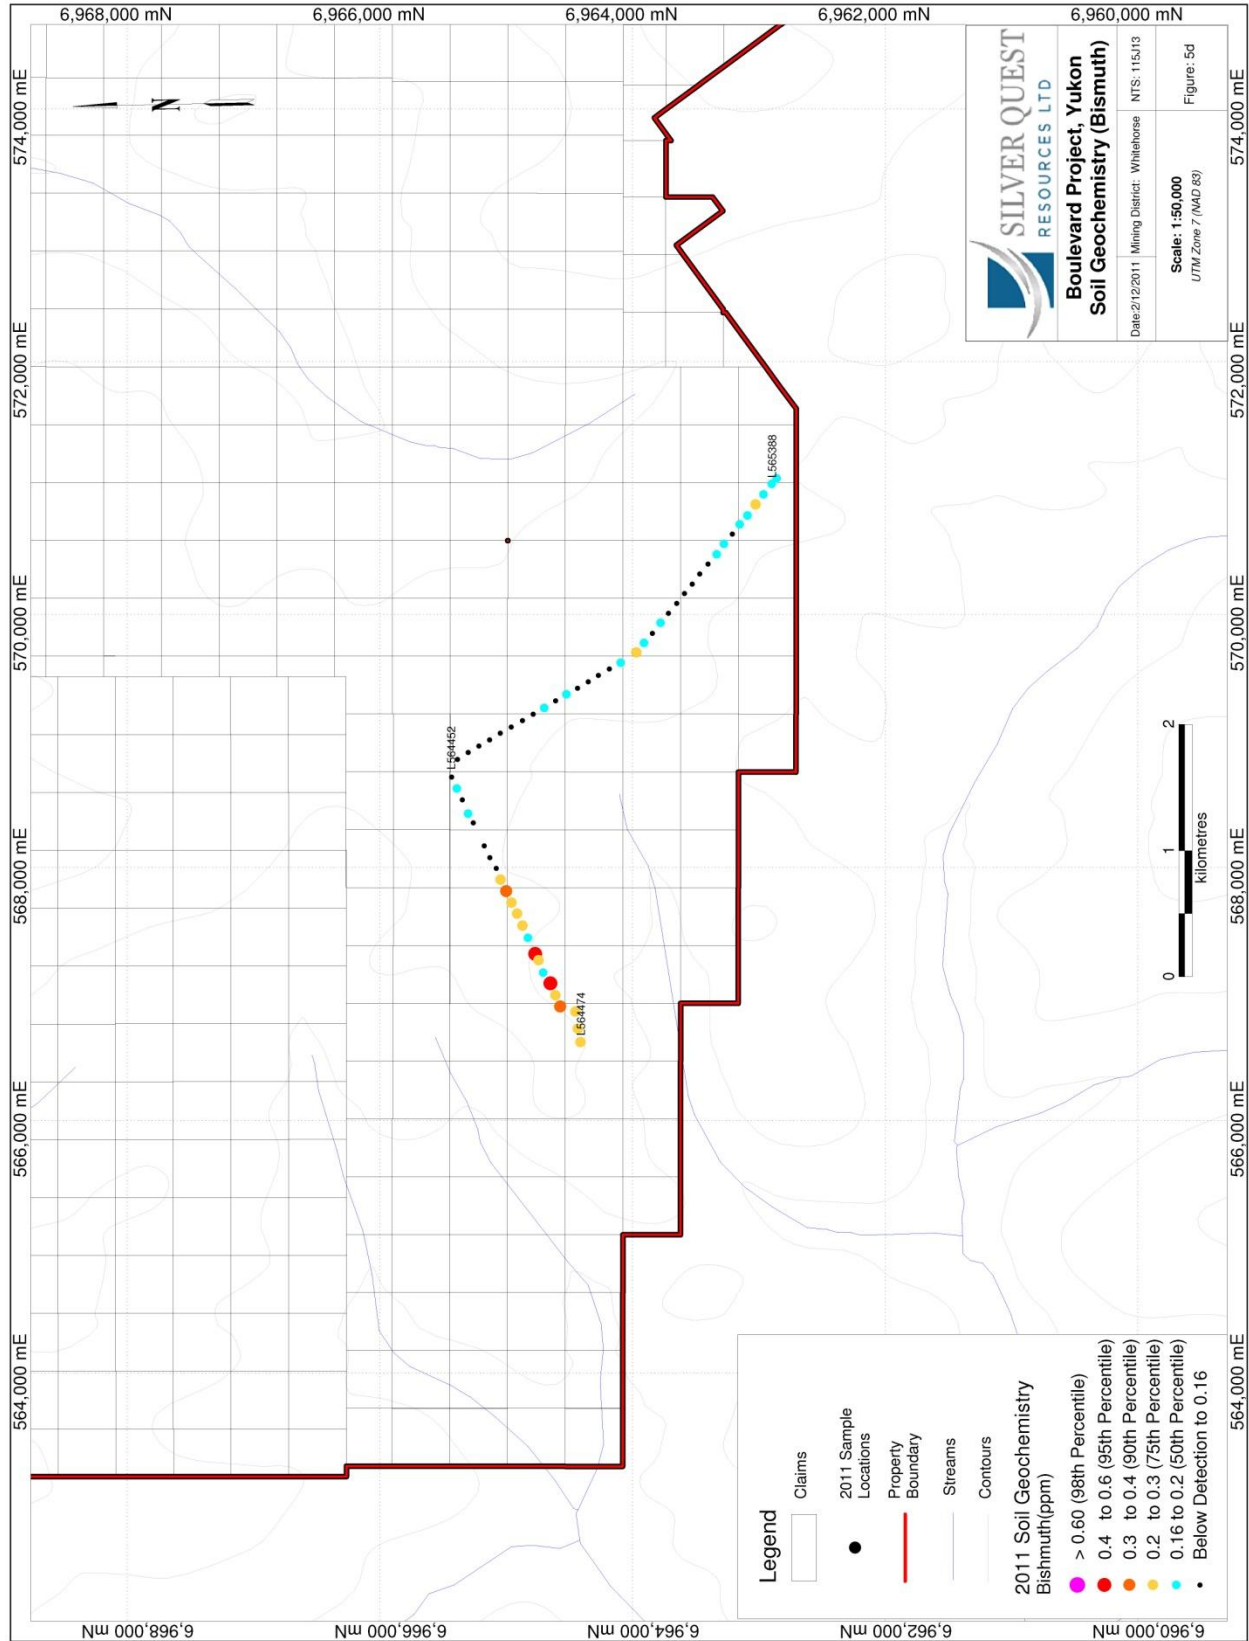 564,000 mE
566,000 mE
568,000 mE
570,000 mE
572,000 mE
574,000 mE
6,968,000 mN
6,968,000 mN
6,966,000 mN
6,966,000 mN
6,964,000 mN
6,964,000 mN
6,962,000 mN
6,962,000 mN
6,960,000 mN
6,960,000 mN
N
L564452
L564474
L565388
Legend
Claims
2011 Sample
Locations
Property
Boundary
Streams
Contours
2011 Soil Geochemistry
Bishmuth(ppm)
> 0.60 (98th Percentile)
0.4 to 0.6 (95th Percentile)
0.3 to 0.4 (90th Percentile)
0.2 to 0.3 (75th Percentile)
0.16 to 0.2 (50th Percentile)
Below Detection to 0.16
0 1 2
kilometres
SILVER QUEST
RESOURCES LTD
Boulevard Project, Yukon
Soil Geochemistry (Bismuth)
Date:2/12/2011 Mining District: Whitehorse NTS: 115J13
Scale: 1:50,000
UTM Zone 7 (NAD 83)
Figure: 5d
564,000 mE
566,000 mE
568,000 mE
570,000 mE
572,000 mE
574,000 mE